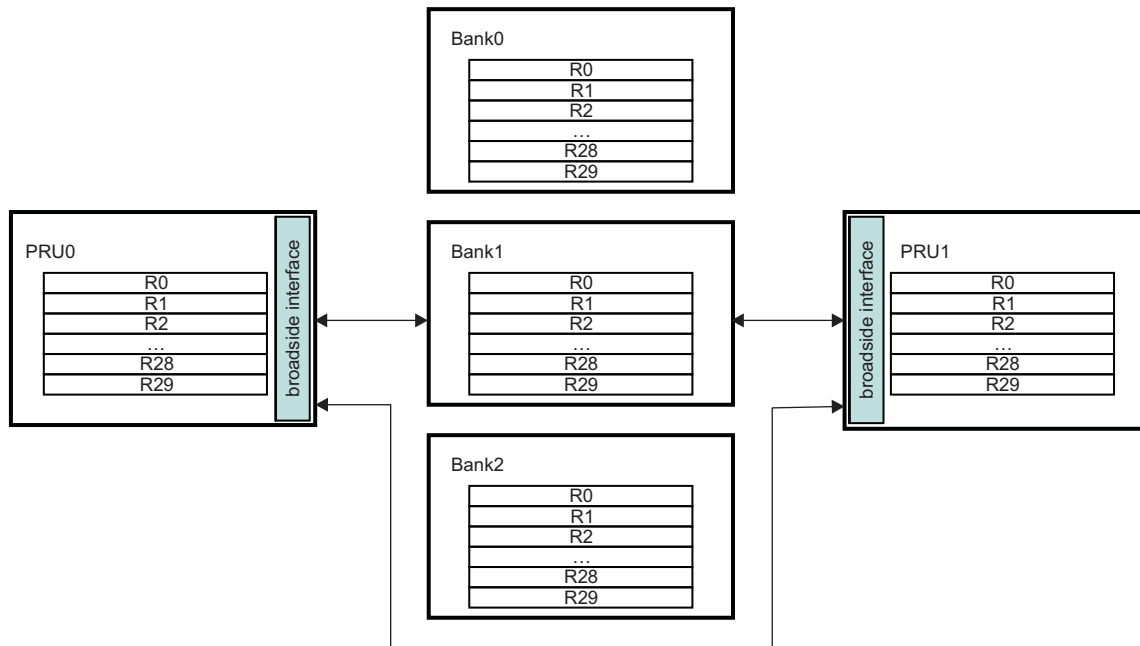 Bank0
R0
R1
R2
...
R28
R29
PRU0
R0
R1
R2
...
R28
R29
broadside interface
Bank1
R0
R1
R2
...
R28
R29
broadside interface
PRU1
R0
R1
R2
...
R28
R29
Bank2
R0
R1
R2
...
R28
R29